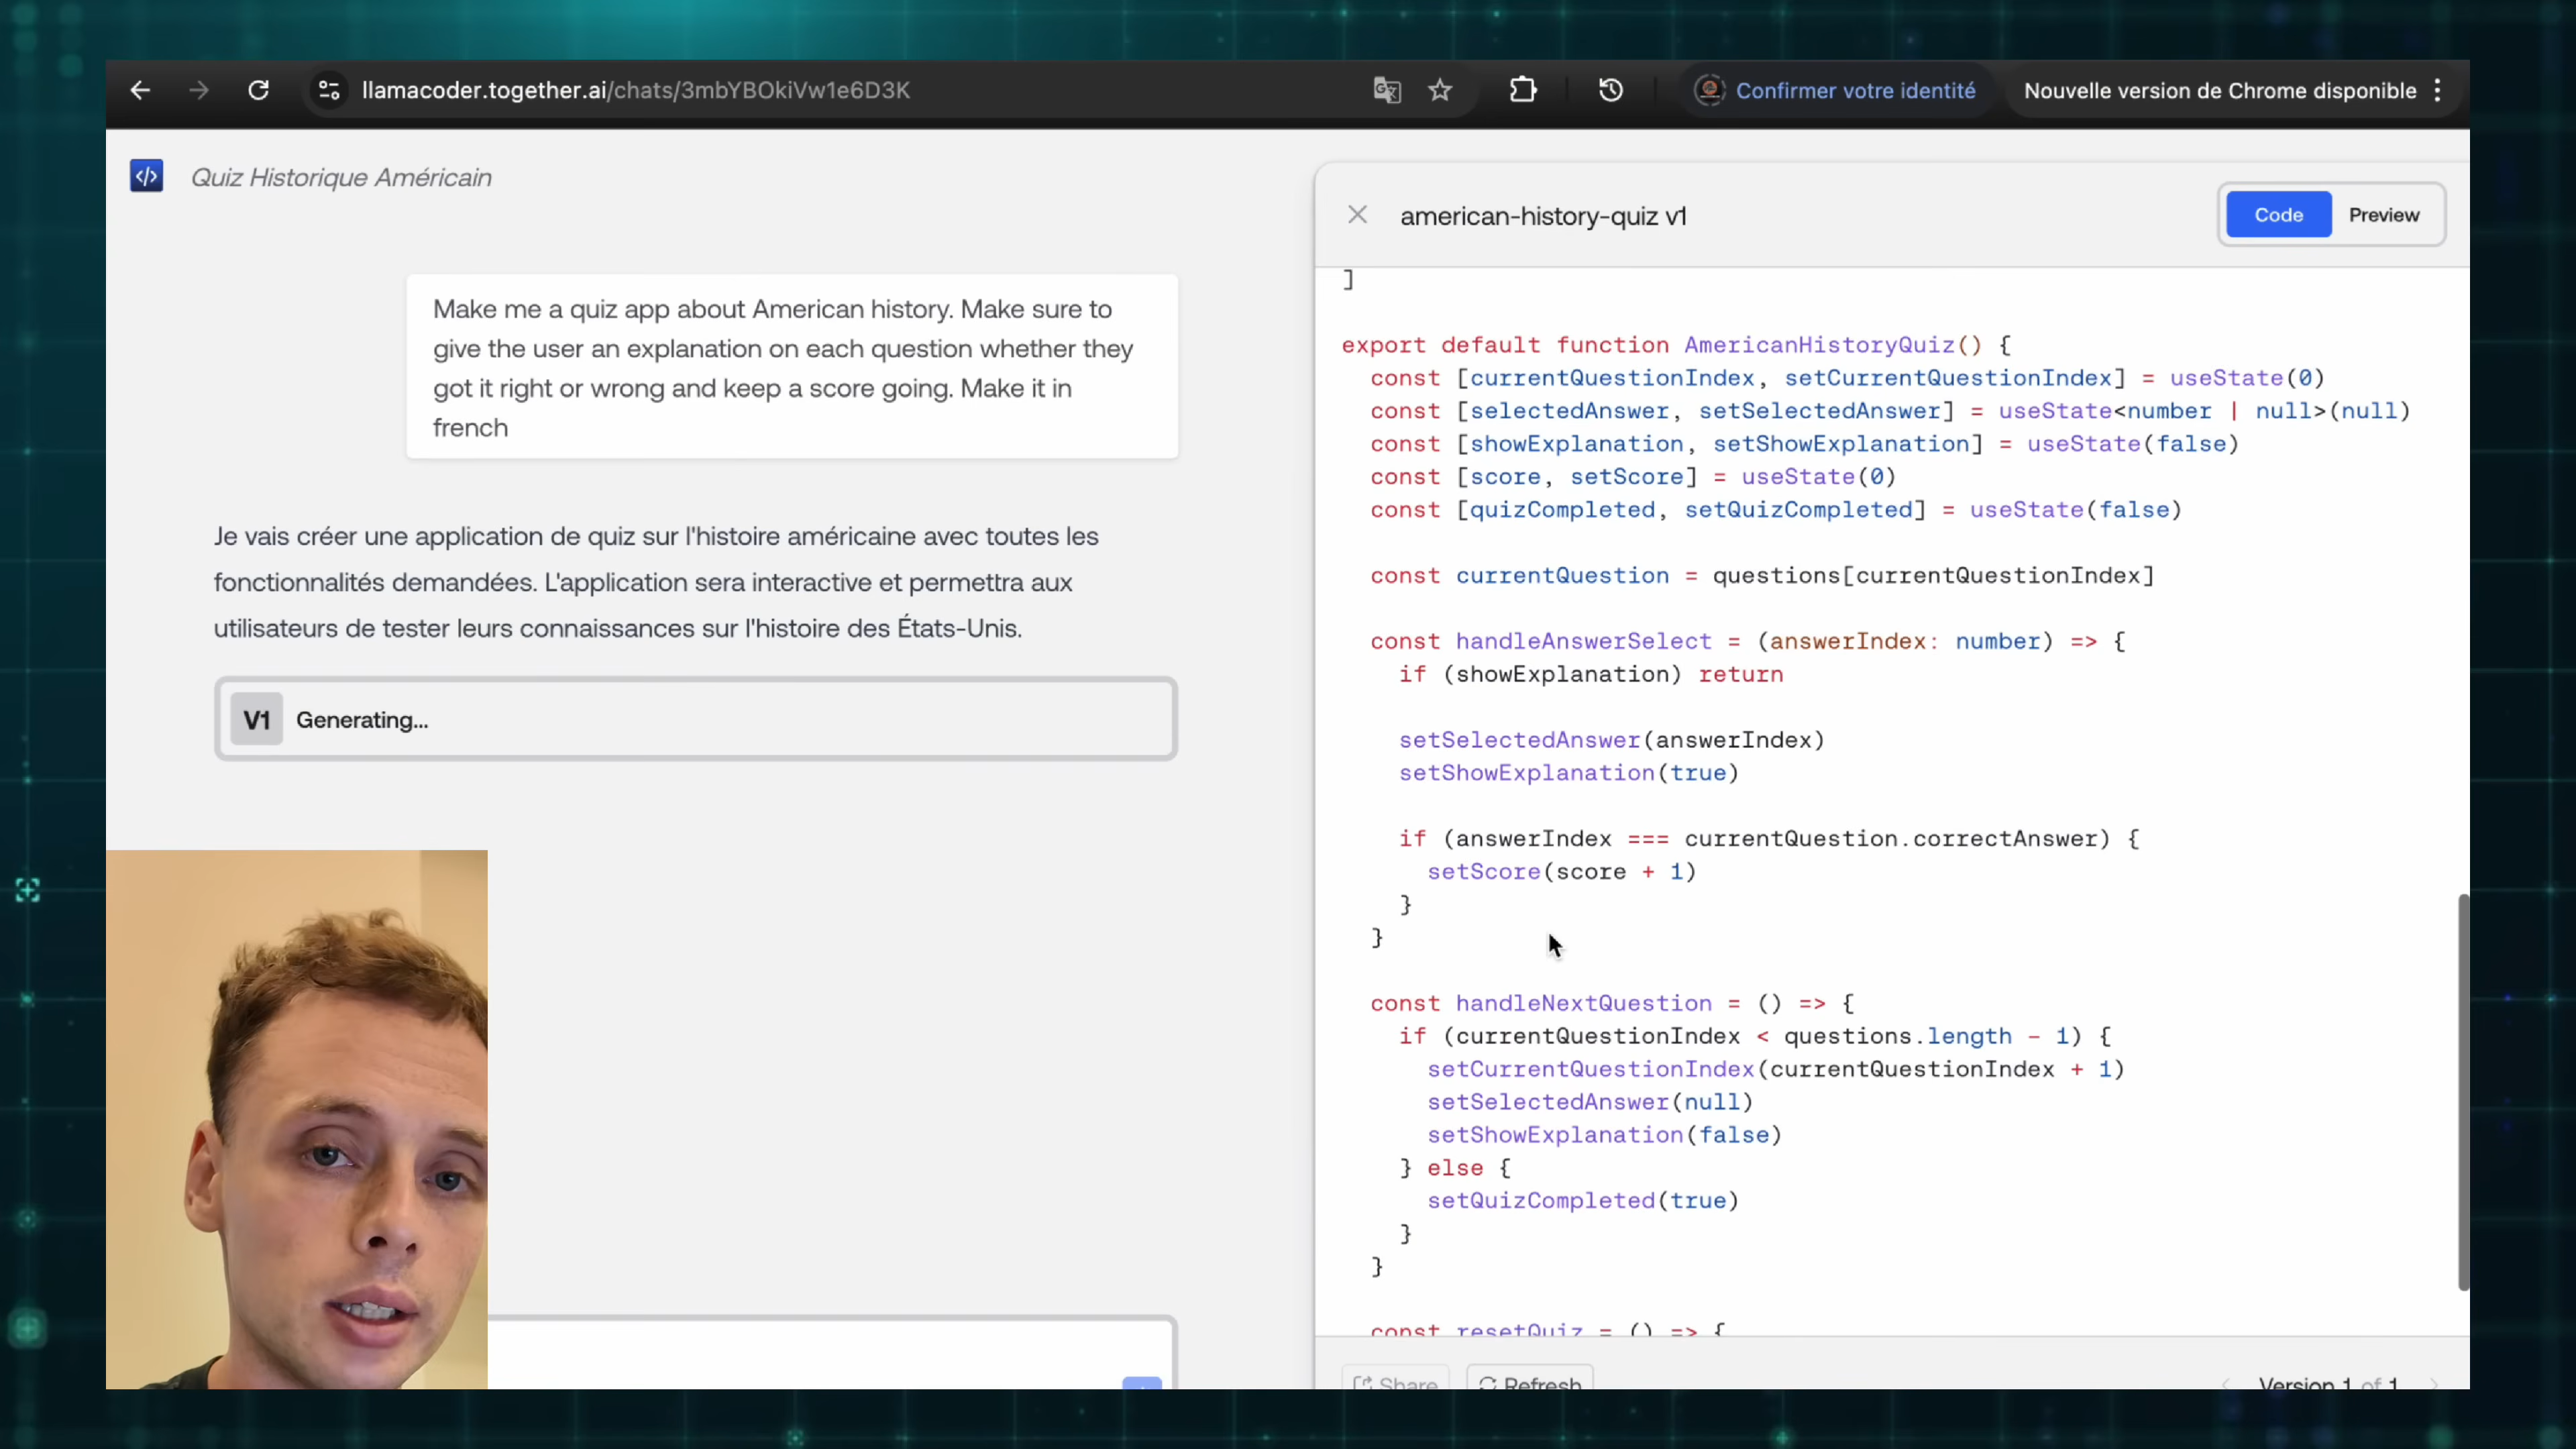 llamacoder.together.ai/chats/3mbYBOkiVw1e6D3K
Confirmer votre identité
Nouvelle version de Chrome disponible
</>
Quiz Historique Américain
Make me a quiz app about American history. Make sure to
give the user an explanation on each question whether they
got it right or wrong and keep a score going. Make it in
french
Je vais créer une application de quiz sur l'histoire américaine avec toutes les
fonctionnalités demandées. L'application sera interactive et permettra aux
utilisateurs de tester leurs connaissances sur l'histoire des États-Unis.
V1 Generating...
american-history-quiz v1
Code Preview
]
export default function AmericanHistoryQuiz() {
const [currentQuestionIndex, setCurrentQuestionIndex] = useState(0)
const [selectedAnswer, setSelectedAnswer] = useState<number | null>(null)
const [showExplanation, setShowExplanation] = useState(false)
const [score, setScore] = useState(0)
const [quizCompleted, setQuizCompleted] = useState(false)
const currentQuestion = questions[currentQuestionIndex]
const handleAnswerSelect = (answerIndex: number) => {
if (showExplanation) return
setSelectedAnswer(answerIndex)
setShowExplanation(true)
if (answerIndex === currentQuestion.correctAnswer) {
setScore(score + 1)
}
}
const handleNextQuestion = () => {
if (currentQuestionIndex < questions.length - 1) {
setCurrentQuestionIndex(currentQuestionIndex + 1)
setSelectedAnswer(null)
setShowExplanation(false)
} else {
setQuizCompleted(true)
}
}
const resetQuiz = () => {
Share Refresh
Version 1 of 1